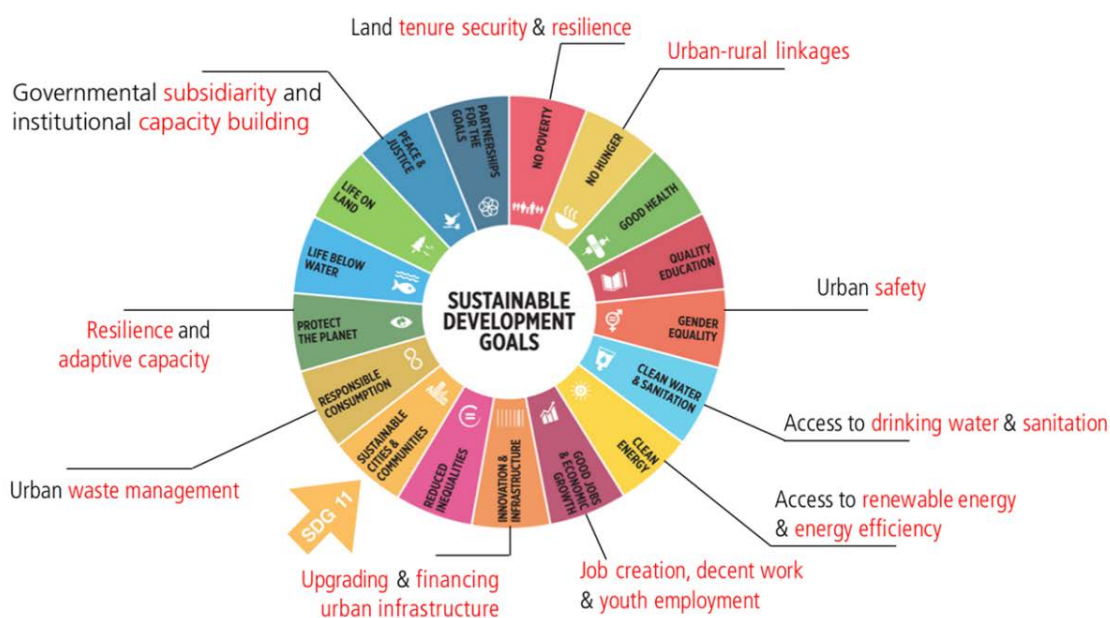 Land tenure security & resilience
Urban-rural linkages
Governmental subsidiarity and
institutional capacity building
PARTNERSHIPS
FOR THE
GOALS
NO POVERTY
NO HUNGER
GOOD HEALTH
QUALITY
EDUCATION
GENDER
EQUALITY
CLEAN WATER
& SANITATION
CLEAN
ENERGY
GOOD JOBS
& ECONOMIC
GROWTH
INNOVATION &
INFRASTRUCTURE
REDUCED
INEQUALITIES
SUSTAINABLE
CITIES &
COMMUNITIES
RESPONSIBLE
CONSUMPTION
PROTECT
THE PLANET
LIFE BELOW
WATER
LIFE ON
LAND
PEACE &
JUSTICE
SUSTAINABLE
DEVELOPMENT
GOALS
Urban safety
Resilience and
adaptive capacity
Access to drinking water & sanitation
Urban waste management
SDG 11
Access to renewable energy
& energy efficiency
Upgrading & financing
urban infrastructure
Job creation, decent work
& youth employment